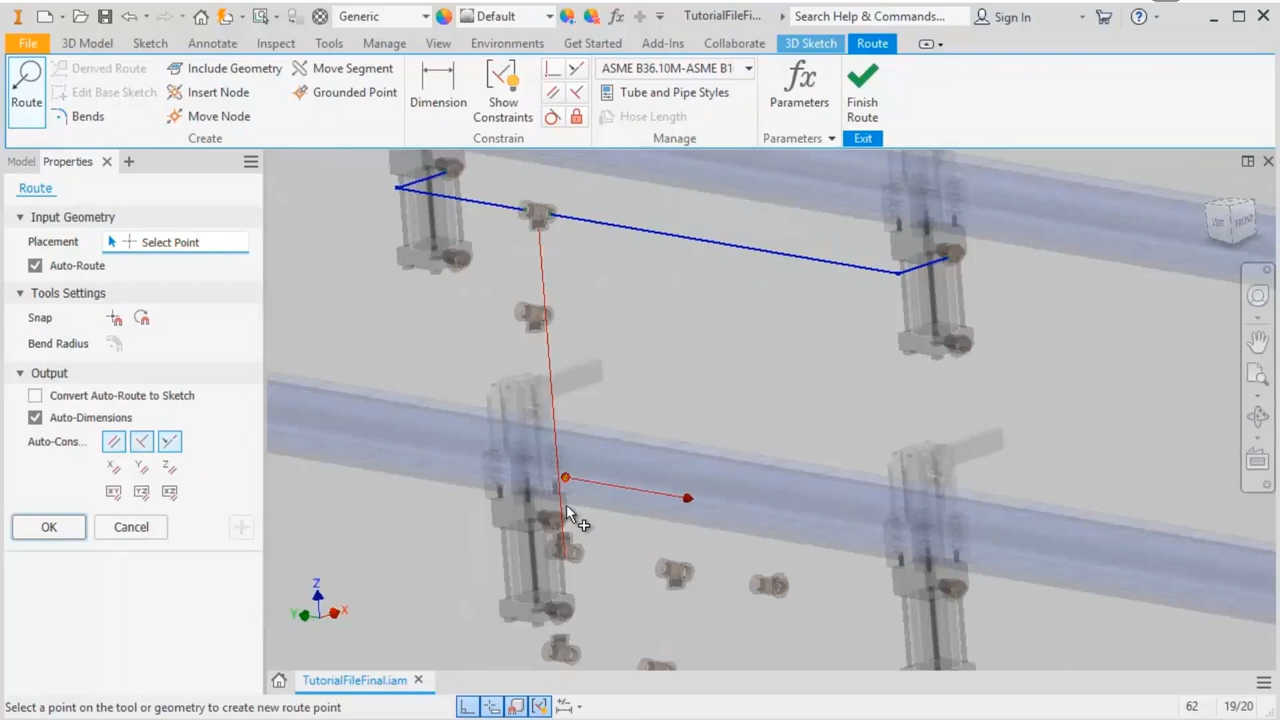 Generic
Default
TutorialFileFi...
Search Help & Commands...
Sign In
File
3D Model
Sketch
Annotate
Inspect
Tools
Manage
View
Environments
Get Started
Add-Ins
Collaborate
3D Sketch
Route
Route
Derived Route
Edit Base Sketch
Bends
Include Geometry
Insert Node
Move Node
Move Segment
Grounded Point
Create
Dimension
Show
Constraints
Constrain
ASME B36.10M-ASME B1
Tube and Pipe Styles
Hose Length
Manage
fx
Parameters
Parameters
Finish
Route
Exit
Model
Properties
Route
Input Geometry
Placement
Select Point
Auto-Route
Tools Settings
Snap
Bend Radius
Output
Convert Auto-Route to Sketch
Auto-Dimensions
Auto-Cons...
X
Y
Z
XY
YZ
XZ
OK
Cancel
FRONT
Z
Y
X
TutorialFileFinal.iam
Select a point on the tool or geometry to create new route point
62
19/20